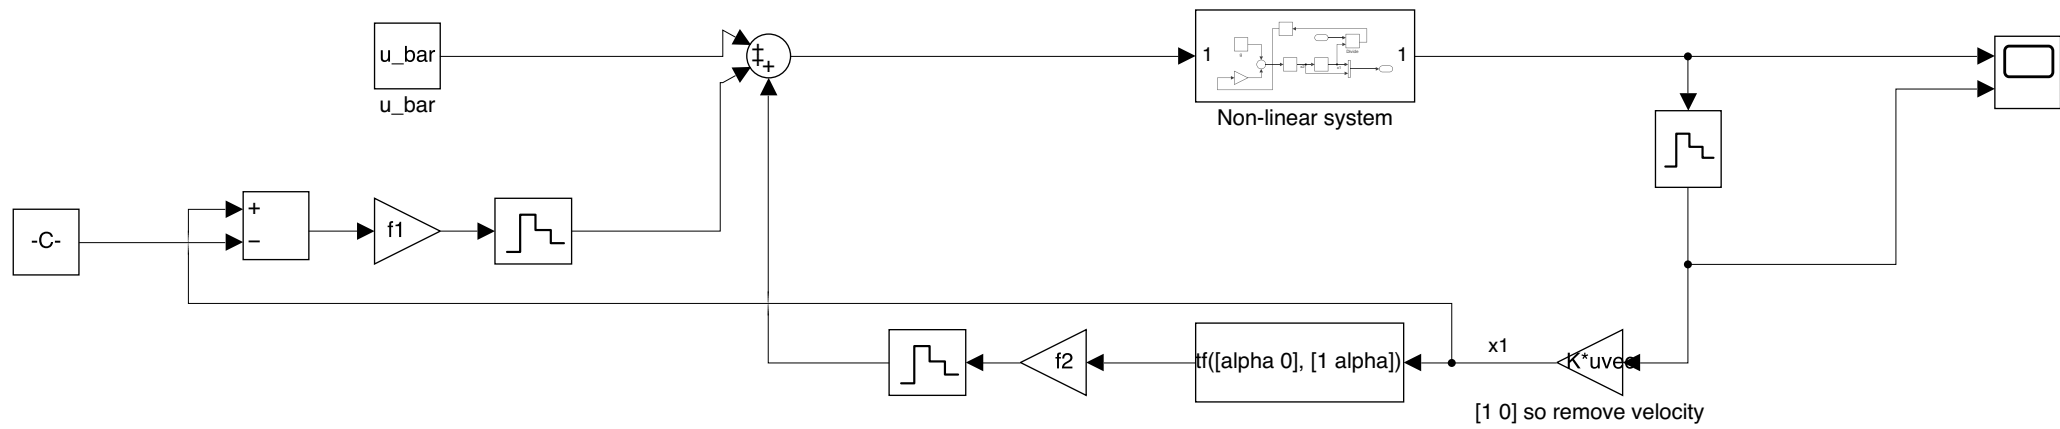 u_bar
u_bar
+
+
+
1
1
Divide
g
Non-linear system
-C-
+
−
f1
f2
tf([alpha 0], [1 alpha])
x1
K*uvec
[1 0] so remove velocity